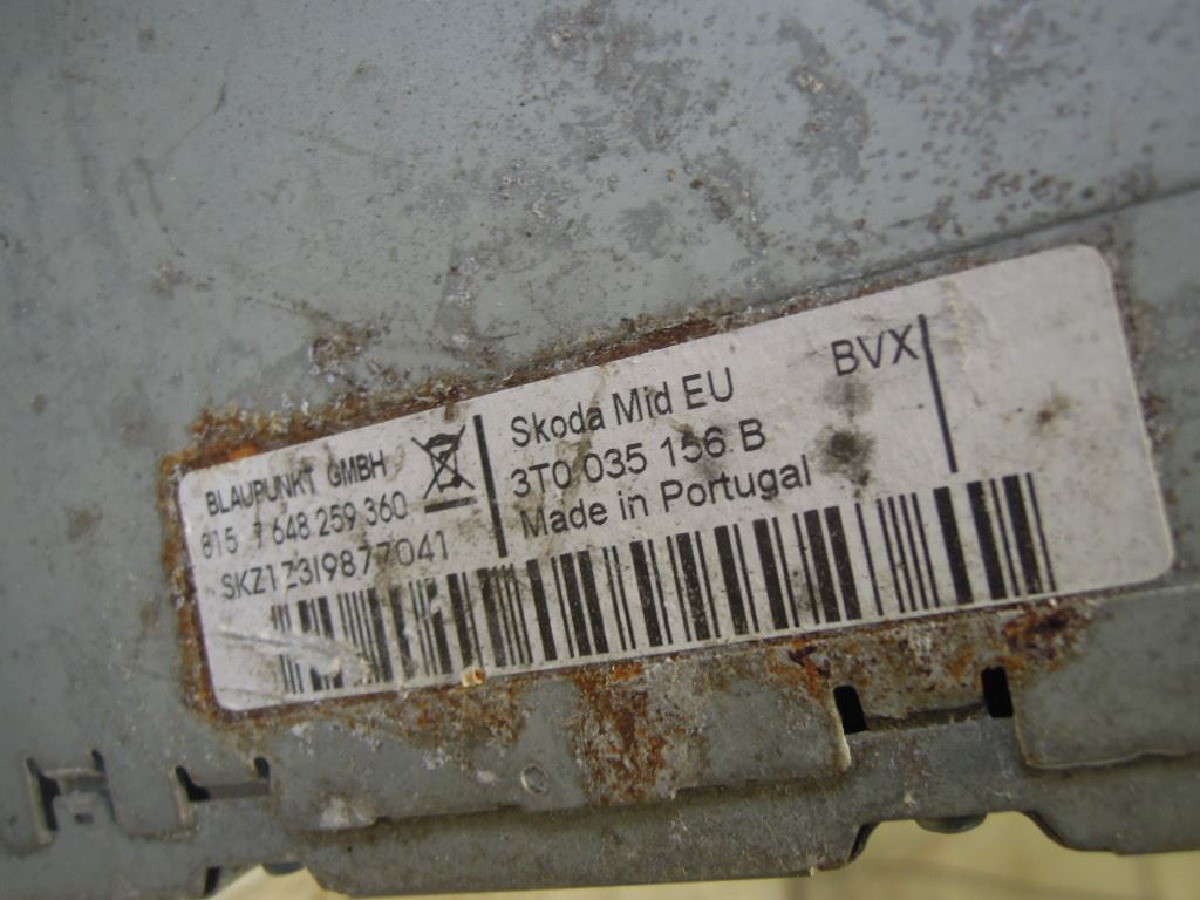 BLAUPUNKT GMBH
815 7 648 259 360
SKZ1Z3I9877041
Skoda Mid EU
3T0 035 156 B
Made in Portugal
BVX